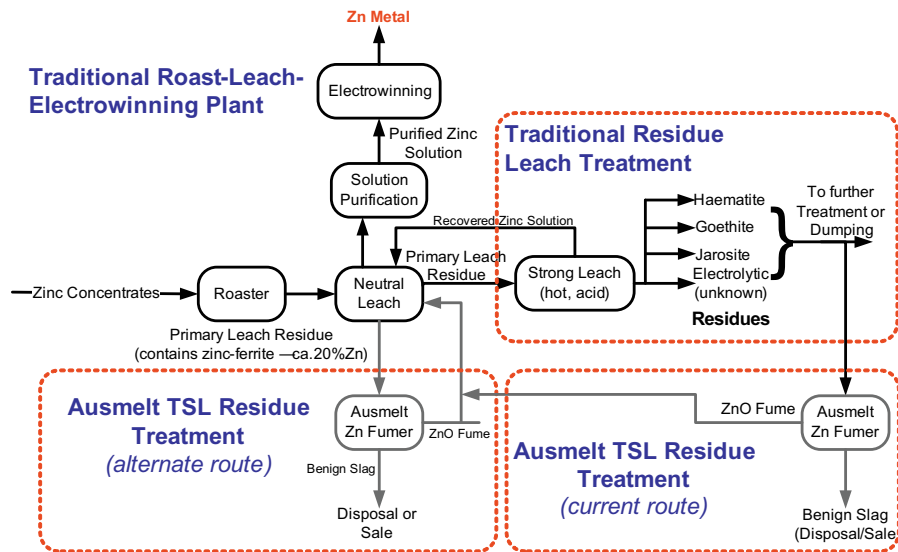 Zn Metal
Traditional Roast-Leach-
Electrowinning Plant
Electrowinning
Purified Zinc
Solution
Solution
Purification
Traditional Residue
Leach Treatment
Recovered Zinc Solution
Primary Leach
Residue
Zinc Concentrates
Roaster
Neutral
Leach
Strong Leach
(hot, acid)
Haematite
Goethite
Jarosite
Electrolytic
(unknown)
Residues
To further
Treatment or
Dumping
Primary Leach Residue
(contains zinc-ferrite —ca.20%Zn)
Ausmelt TSL Residue
Treatment
(alternate route)
Ausmelt
Zn Fumer
ZnO Fume
Benign Slag
Disposal or
Sale
ZnO Fume
Ausmelt
Zn Fumer
Ausmelt TSL Residue
Treatment
(current route)
Benign Slag
(Disposal/Sale)